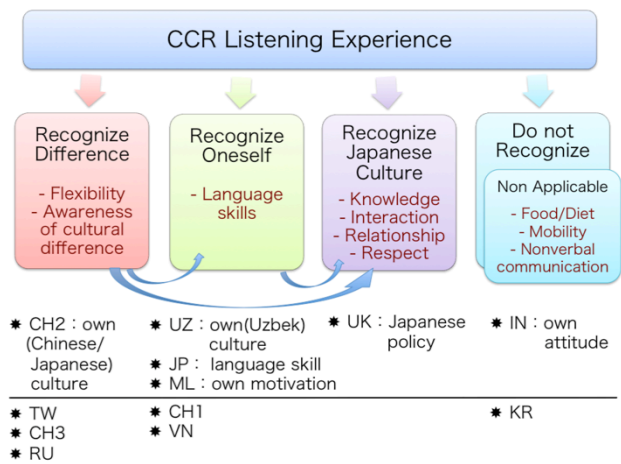 CCR Listening Experience
Recognize
Difference
- Flexibility
- Awareness
of cultural
difference
Recognize
Oneself
- Language
skills
Recognize
Japanese
Culture
- Knowledge
- Interaction
- Relationship
- Respect
Do not
Recognize
Non Applicable
- Food/Diet
- Mobility
- Nonverbal
communication
✷ CH2：own
(Chinese/
Japanese)
culture
✷ UZ：own(Uzbek)
culture
✷ JP： language skill
✷ ML：own motivation
✷ UK：Japanese
policy
✷ IN：own
attitude
✷ TW
✷ CH3
✷ RU
✷ CH1
✷ VN
✷ KR